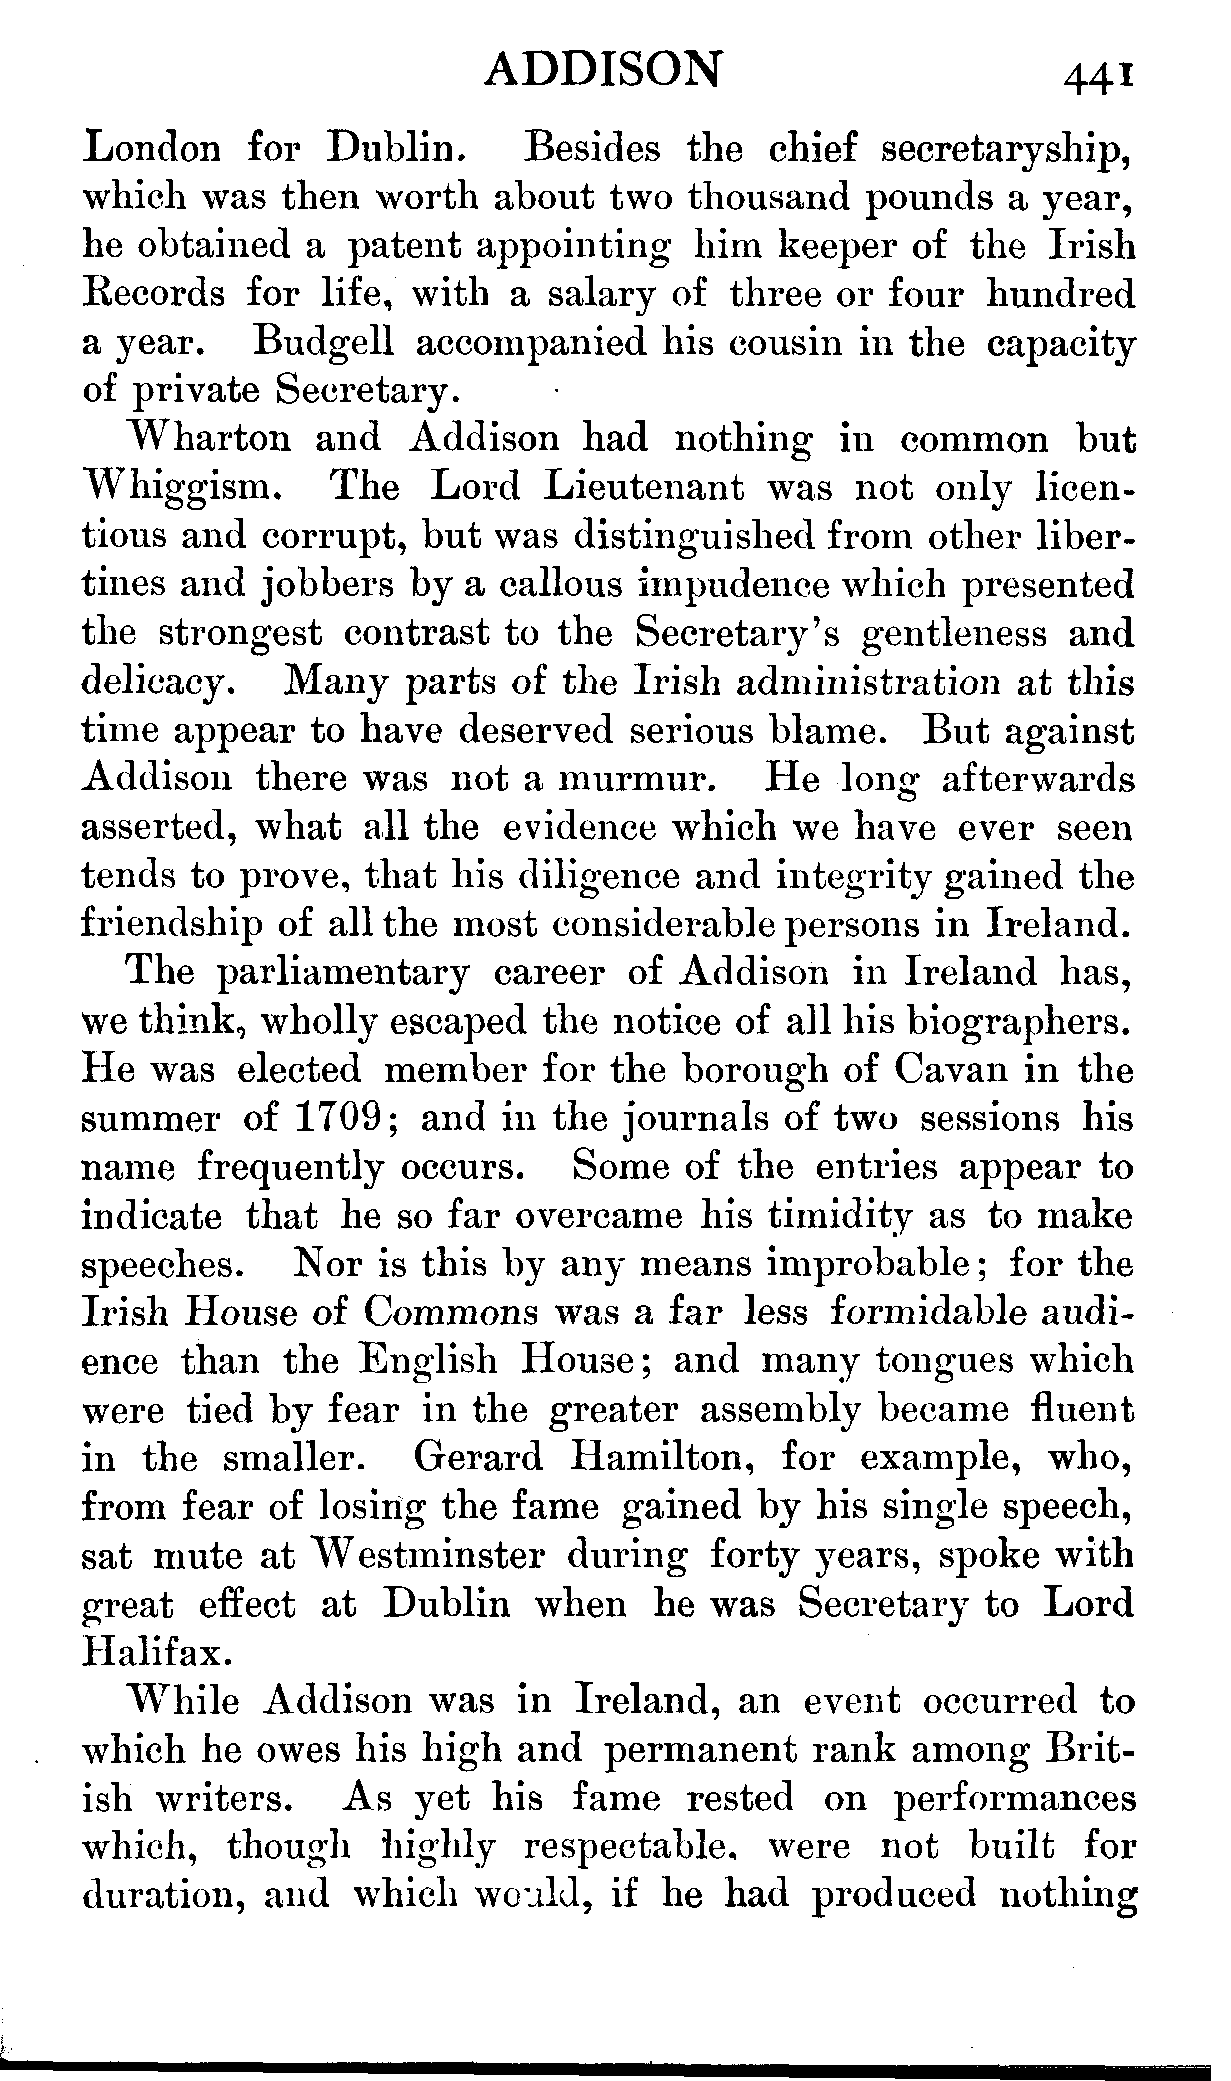 ADDISON 441
London for Dublin. Besides the chief secretaryship,
which was then worth about two thousand pounds a year,
he obtained a patent appointing him keeper of the Irish
Records for life, with a salary of three or four hundred
a year. Budgell accompanied his cousin in the capacity
of private Secretary.
Wharton and Addison had nothing in common but
Whiggism. The Lord Lieutenant was not only licen-
tious and corrupt, but was distinguished from other liber-
tines and jobbers by a callous impudence which presented
the strongest contrast to the Secretary's gentleness and
delicacy. Many parts of the Irish administration at this
time appear to have deserved serious blame. But against
Addison there was not a murmur. He long afterwards
asserted, what all the evidence which we have ever seen
tends to prove, that his diligence and integrity gained the
friendship of all the most considerable persons in Ireland.
The parliamentary career of Addison in Ireland has,
we think, wholly escaped the notice of all his biographers.
He was elected member for the borough of Cavan in the
summer of 1709; and in the journals of two sessions his
name frequently occurs. Some of the entries appear to
indicate that he so far overcame his timidity as to make
speeches. Nor is this by any means improbable; for the
Irish House of Commons was a far less formidable audi-
ence than the English House; and many tongues which
were tied by fear in the greater assembly became fluent
in the smaller. Gerard Hamilton, for example, who,
from fear of losing the fame gained by his single speech,
sat mute at Westminster during forty years, spoke with
great effect at Dublin when he was Secretary to Lord
Halifax.
While Addison was in Ireland, an event occurred to
which he owes his high and permanent rank among Brit-
ish writers. As yet his fame rested on performances
which, though highly respectable, were not built for
duration, and which would, if he had produced nothing